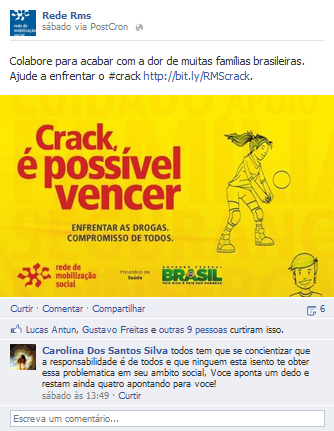 Rede Rms
sábado via PostCron
Colabore para acabar com a dor de muitas famílias brasileiras.
Ajude a enfrentar o #crack http://bit.ly/RMScrack.
Crack,
é possível
vencer
ENFRENTAR AS DROGAS.
COMPROMISSO DE TODOS.
rede de
mobilização
social
Ministério da
Saúde
GOVERNO FEDERAL
BRASIL
PAÍS RICO É PAÍS SEM POBREZA
Curtir · Comentar · Compartilhar
6
Lucas Antun, Gustavo Freitas e outras 9 pessoas curtiram isso.
Carolina Dos Santos Silva todos tem que se concientizar que
a responsabilidade é de todos e que ninguem esta isento te obter
essa problematica em seu ambito social, Voce aponta um dedo e
restam ainda quatro apontando para voce!
sábado às 13:49 · Curtir
Escreva um comentário...